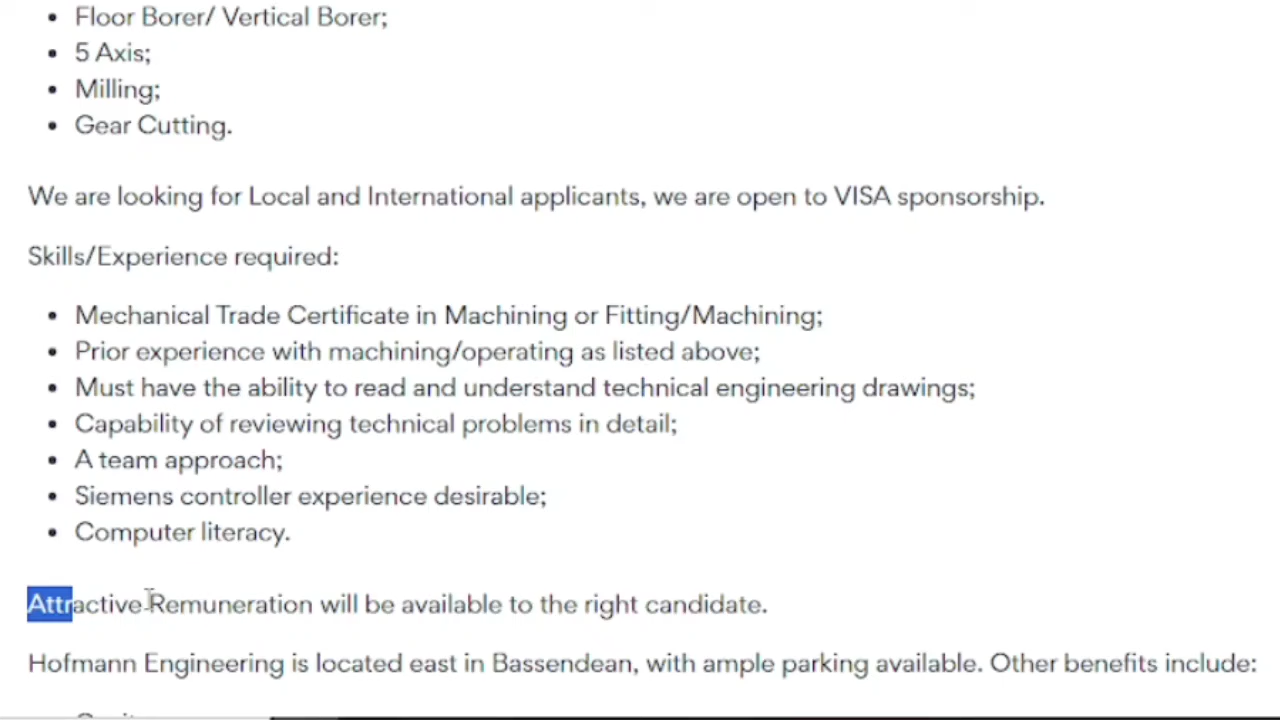 Floor Borer/ Vertical Borer;
5 Axis;
Milling;
Gear Cutting.
We are looking for Local and International applicants, we are open to VISA sponsorship.
Skills/Experience required:
Mechanical Trade Certificate in Machining or Fitting/Machining;
Prior experience with machining/operating as listed above;
Must have the ability to read and understand technical engineering drawings;
Capability of reviewing technical problems in detail;
A team approach;
Siemens controller experience desirable;
Computer literacy.
Attractive Remuneration will be available to the right candidate.
Hofmann Engineering is located east in Bassendean, with ample parking available. Other benefits include: